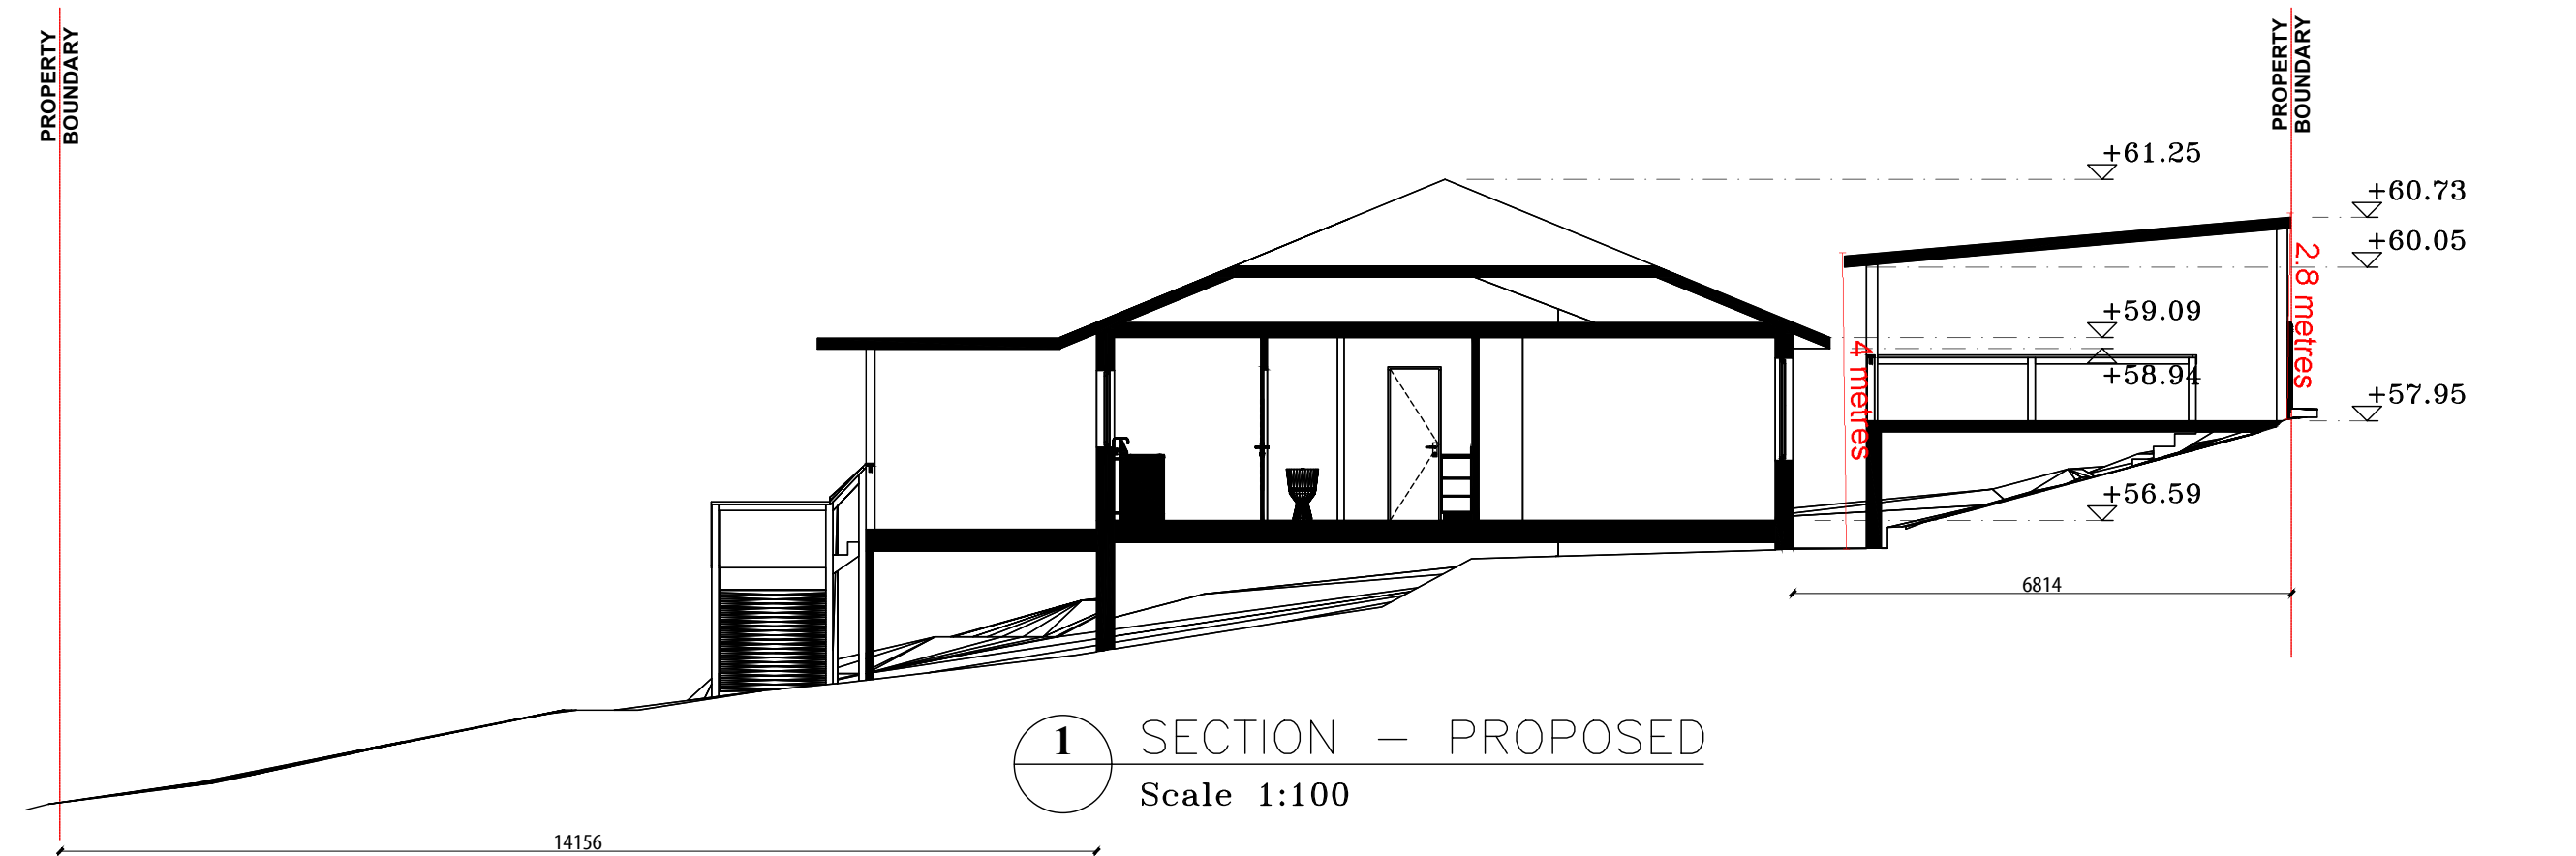 PROPERTY
BOUNDARY
PROPERTY
BOUNDARY
+61.25
+60.73
+60.05
+59.09
+58.94
+57.95
+56.59
2.8 metres
4 metres
6814
1
SECTION – PROPOSED
Scale 1:100
14156